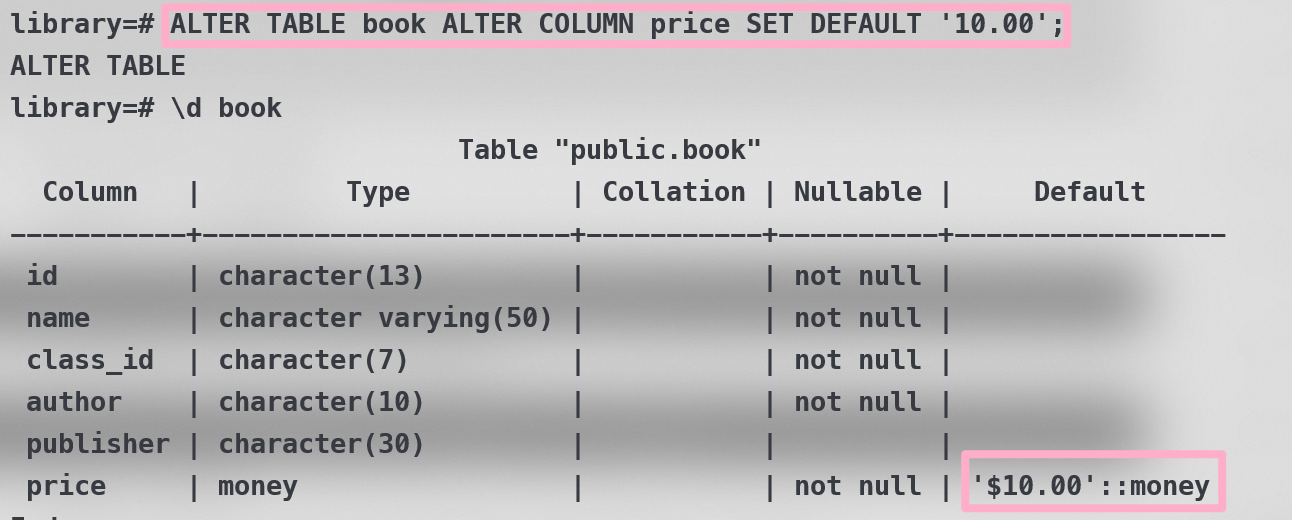 library=# ALTER TABLE book ALTER COLUMN price SET DEFAULT '10.00';
ALTER TABLE
library=# \d book
Table "public.book"
Column | Type | Collation | Nullable | Default
-----------+-----------------------+-----------+----------+-----------------
id | character(13) | | not null |
name | character varying(50) | | not null |
class_id | character(7) | | not null |
author | character(10) | | not null |
publisher | character(30) | | |
price | money | | not null | '$10.00'::money